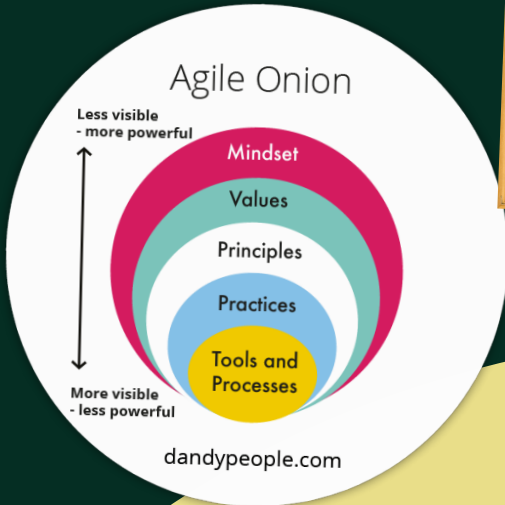 Agile Onion
Less visible
- more powerful
Mindset
Values
Principles
Practices
Tools and
Processes
More visible
- less powerful
dandypeople.com